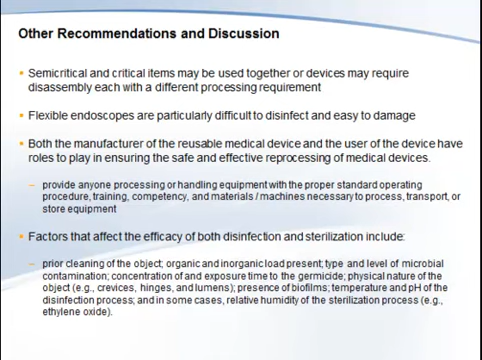 Other Recommendations and Discussion
Semicritical and critical items may be used together or devices may require
disassembly each with a different processing requirement
Flexible endoscopes are particularly difficult to disinfect and easy to damage
Both the manufacturer of the reusable medical device and the user of the device have
roles to play in ensuring the safe and effective reprocessing of medical devices.
– provide anyone processing or handling equipment with the proper standard operating
procedure, training, competency, and materials / machines necessary to process, transport, or
store equipment
Factors that affect the efficacy of both disinfection and sterilization include:
– prior cleaning of the object; organic and inorganic load present; type and level of microbial
contamination; concentration of and exposure time to the germicide; physical nature of the
object (e.g., crevices, hinges, and lumens); presence of biofilms; temperature and pH of the
disinfection process; and in some cases, relative humidity of the sterilization process (e.g.,
ethylene oxide).